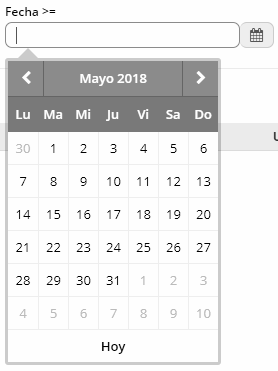 Fecha >=
Mayo 2018
Lu Ma Mi Ju Vi Sa Do
30 1 2 3 4 5 6
7 8 9 10 11 12 13
14 15 16 17 18 19 20
21 22 23 24 25 26 27
28 29 30 31 1 2 3
4 5 6 7 8 9 10
Hoy